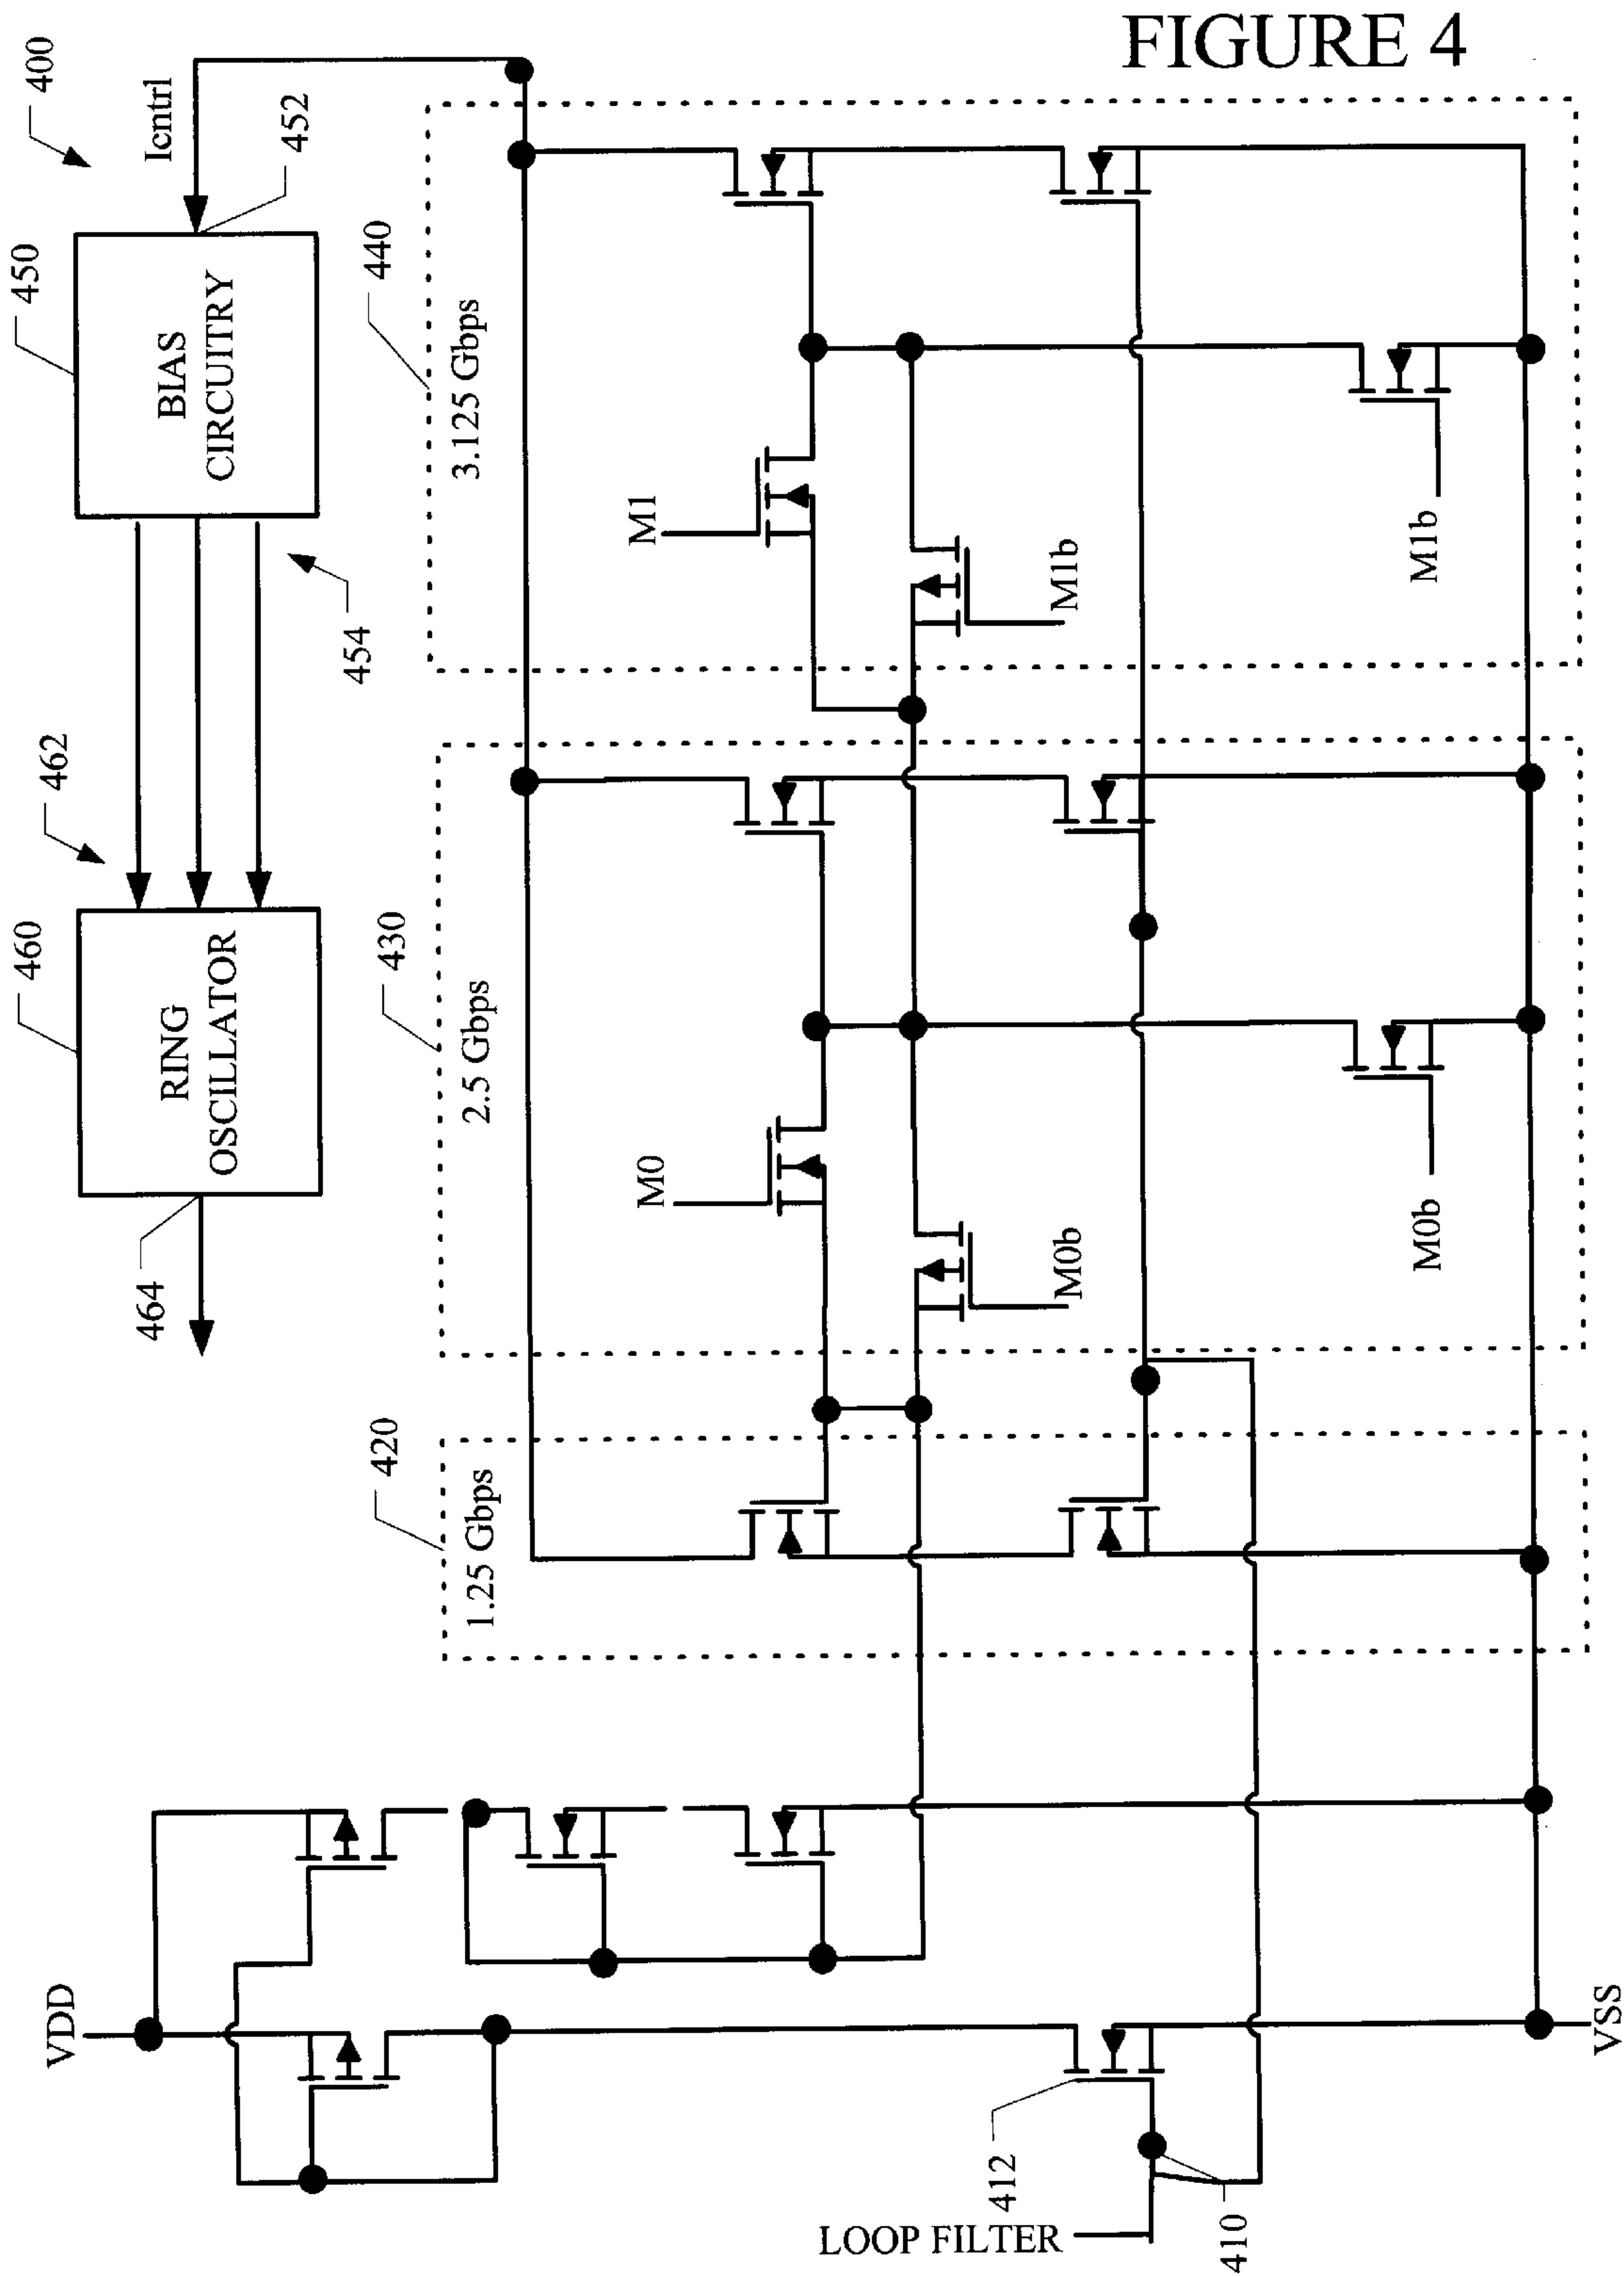 FIGURE 4
400
Icntrl
452
450
BIAS
CIRCUITRY
454
462
460
RING
OSCILLATOR
464
440
3.125 Gbps
M1
M1b
M1b
430
2.5 Gbps
M0
M0b
M0b
420
1.25 Gbps
VDD
VSS
412
410
LOOP FILTER